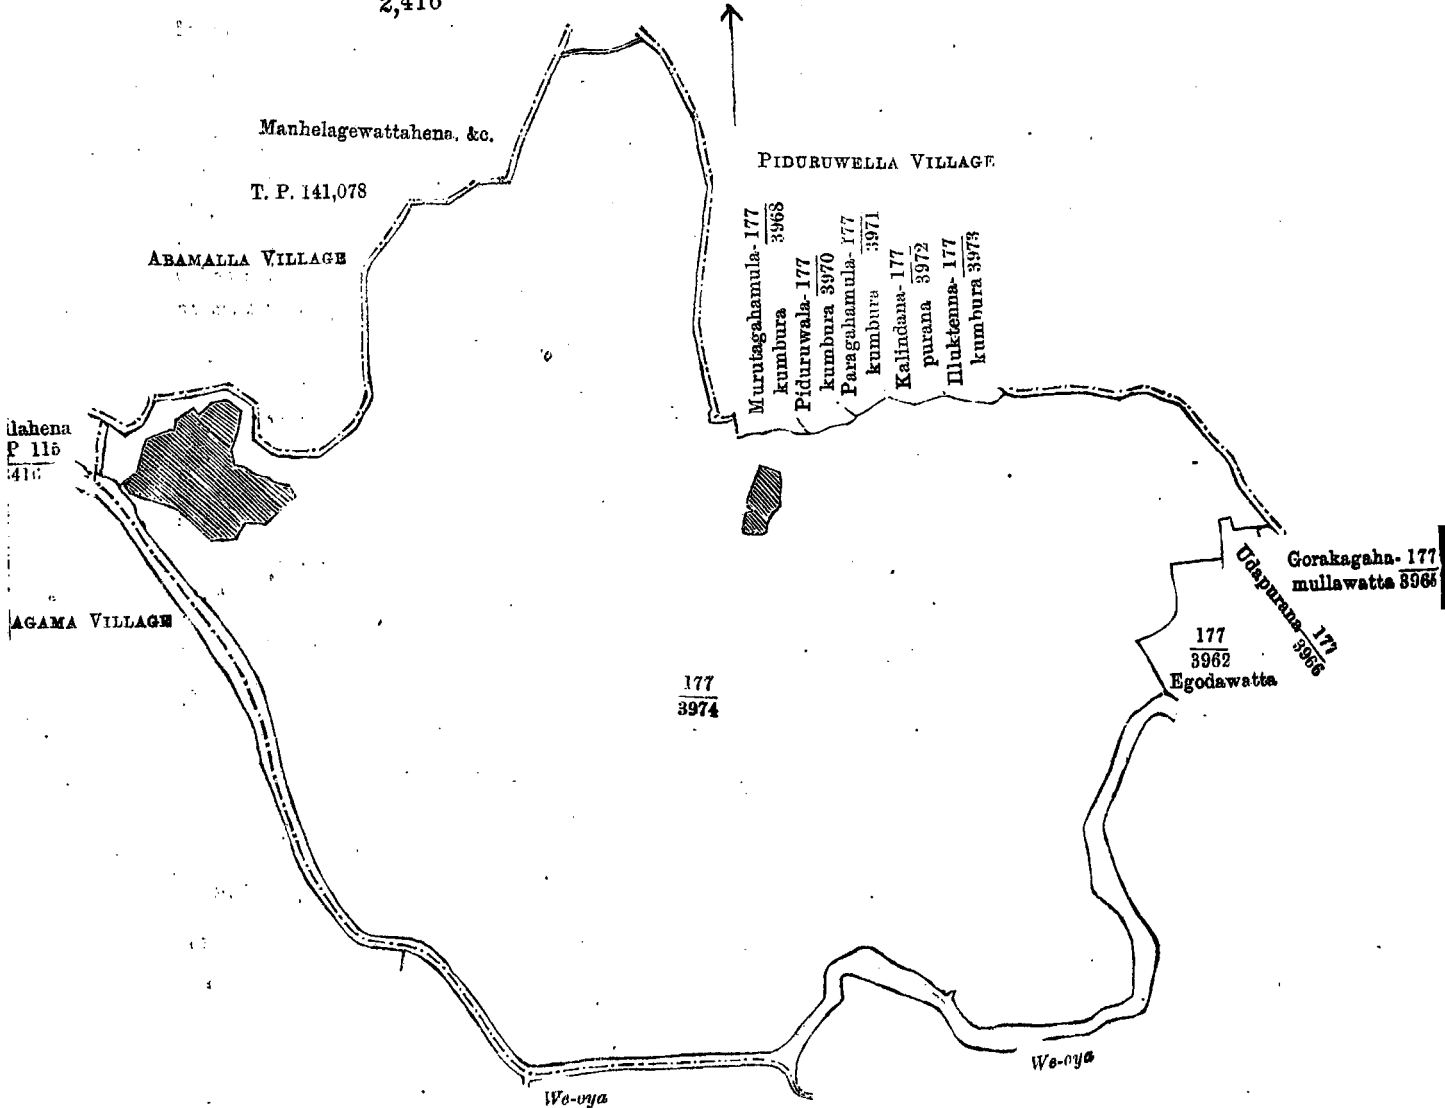 2,416
Manhelagewattahena, &c.
T. P. 141,078
ABAMALLA VILLAGE
PIDURUWELLA VILLAGE
Murutagahamula- 177
kumbura 3968
Piduruwala- 177
kumbura 3970
Paragahamula- 177
kumbura 3971
Kalindana- 177
purana 3972
Illuktenna- 177
kumbura 3973
ilahena
P 115
416
AGAMA VILLAGE
Gorakagaha- 177
mullawatta 3965
Udapurana 177
3966
177
3962
Egodawatta
177
3974
We-oya
We-oya